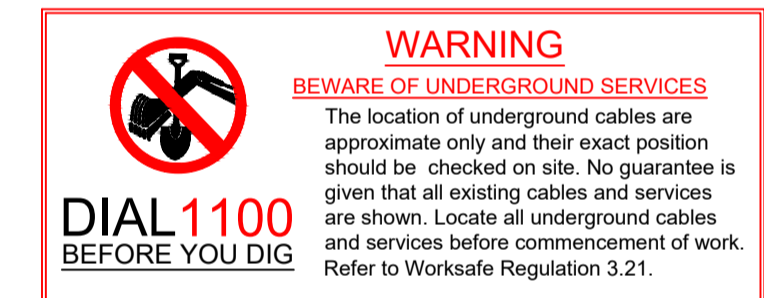 WARNING
BEWARE OF UNDERGROUND SERVICES
The location of underground cables are
approximate only and their exact position
should be checked on site. No guarantee is
given that all existing cables and services
are shown. Locate all underground cables
and services before commencement of work.
Refer to Worksafe Regulation 3.21.
DIAL 1100
BEFORE YOU DIG